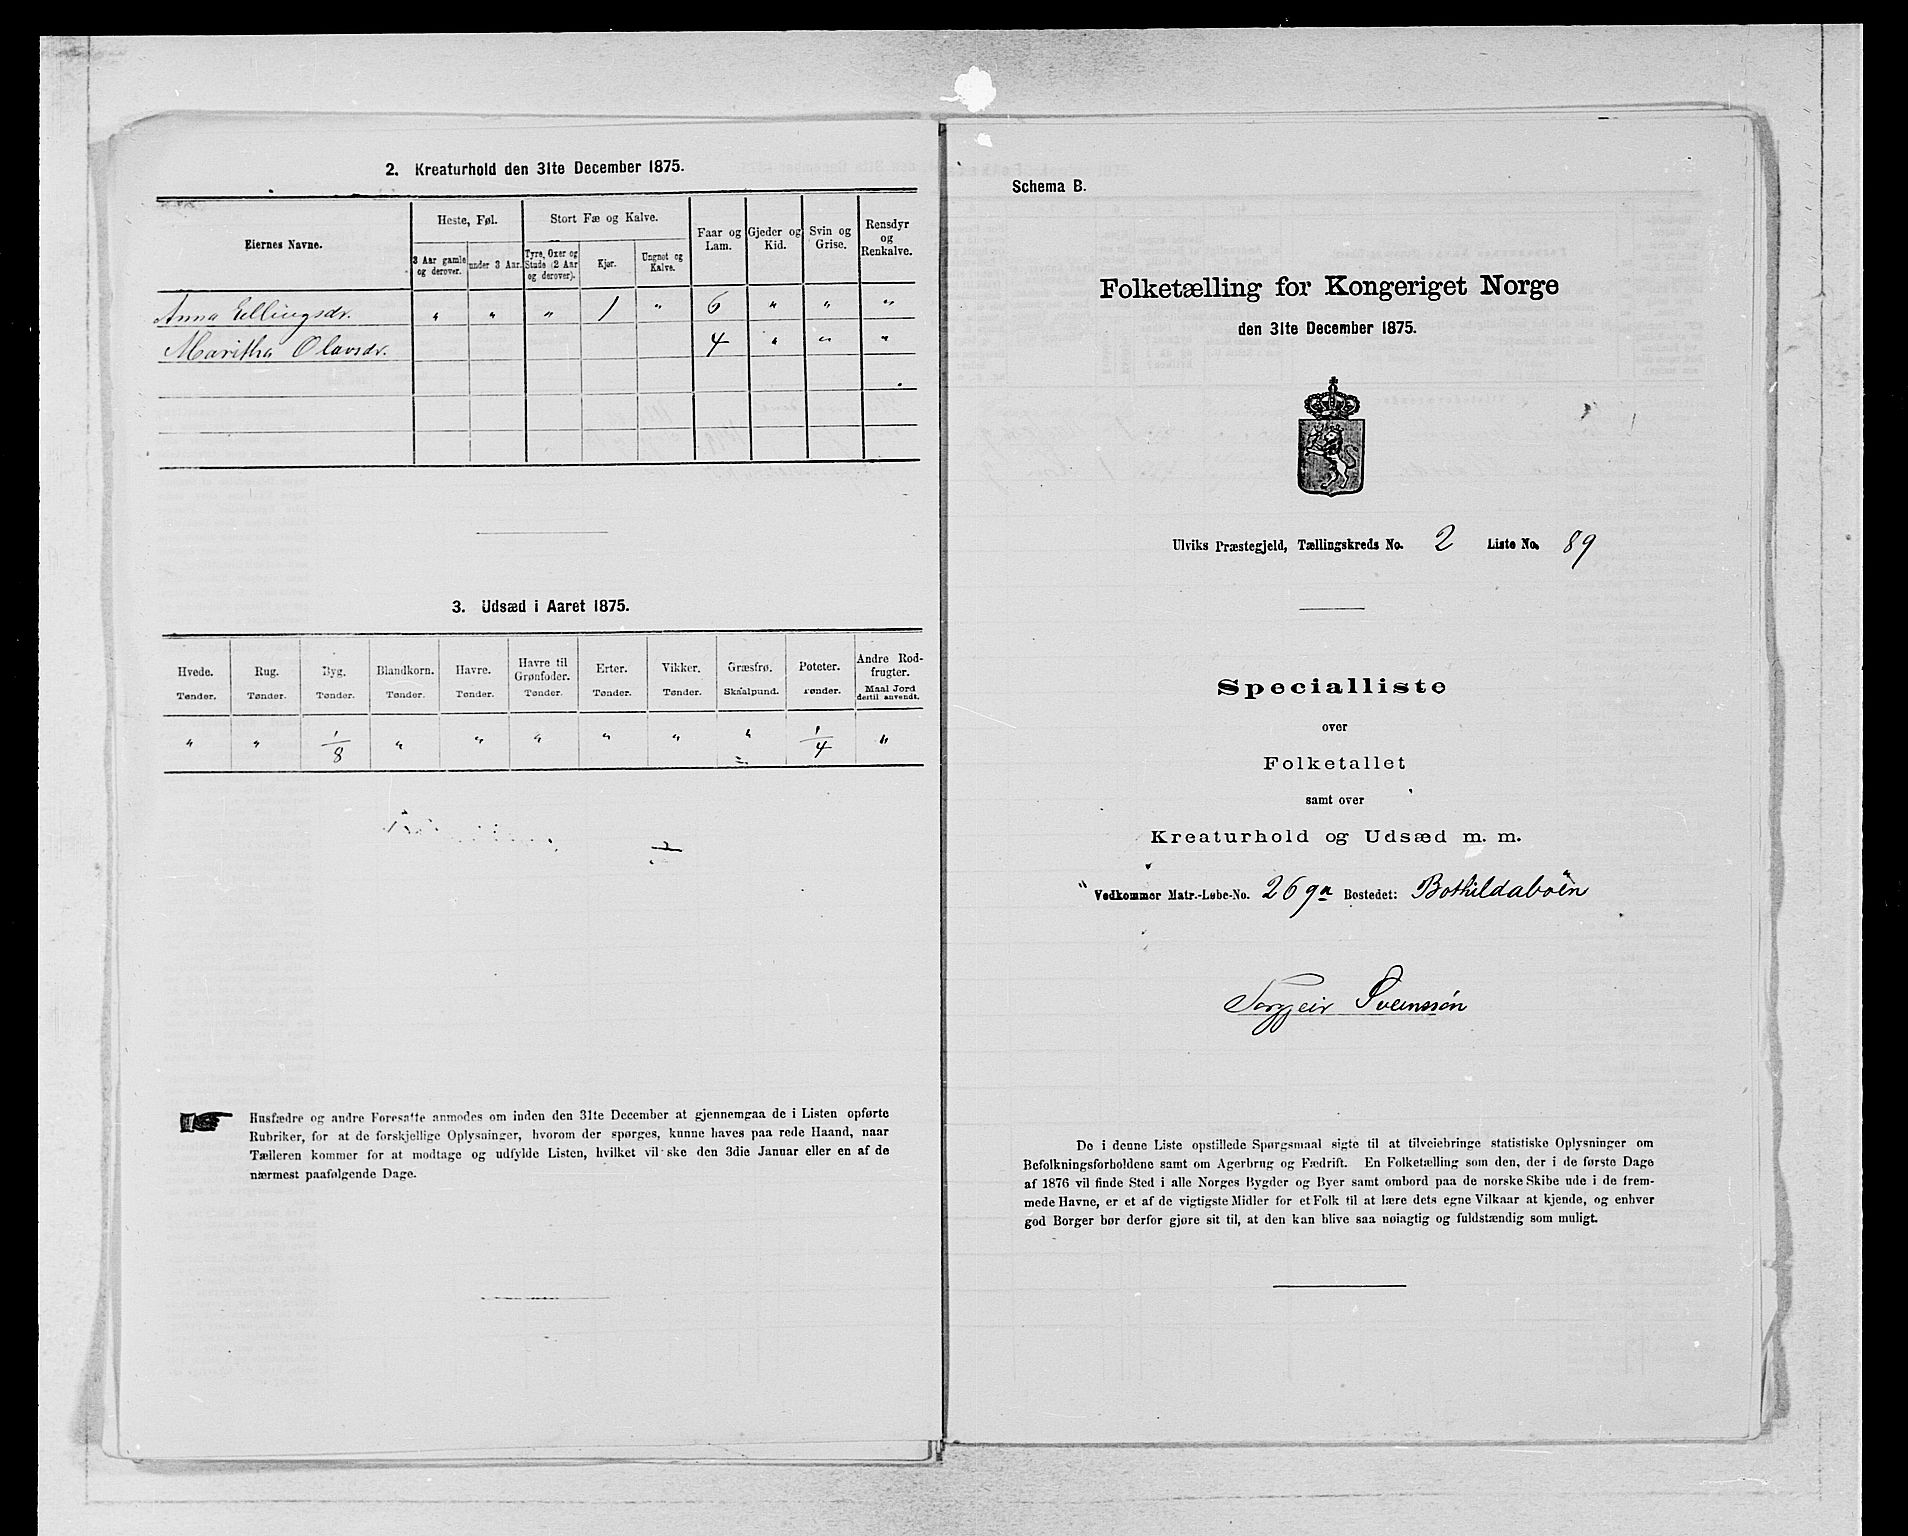 2. Kreaturhold den 31te December 1875.
Eiernes Navne.
Heste, Føl.
Stort Fæ og Kalve.
Faar og Lam.
Gjeder og Kid.
Svin og Grise.
Rensdyr og Renkalve.
3 Aar gamle og derover.
under 3 Aar.
Tyre, Oxer og Stude (2 Aar og derover).
Kjør.
Ungnøt og Kalve.
Anna Ellingsdr. " " " 1 " 6 " " "
Maritha Olavsdr. 4 " " "
3. Udsæd i Aaret 1875.
Hvede. Rug. Byg. Blandkorn. Havre. Havre til Grønfoder. Erter. Vikker. Græsfrø. Poteter. Andre Rodfrugter.
Tønder. Tønder. Tønder. Tønder. Tønder. Tønder. Tønder. Tønder. Skaalpund. Tønder. Maal Jord dertil anvendt.
" " 1/8 " " " " " " 1/4 "
Husfædre og andre Foresatte anmodes om inden den 31te December at gjennemgaa de i Listen opførte
Rubriker, for at de forskjellige Oplysninger, hvorom der spørges, kunne haves paa rede Haand, naar
Tælleren kommer for at modtage og udfylde Listen, hvilket vil ske den 3die Januar eller en af de
nærmest paafølgende Dage.
Schema B.
Folketælling for Kongeriget Norge
den 31te December 1875.
Ulviks Præstegjeld, Tællingskreds No. 2 Liste No. 89
Specialliste
over
Folketallet
samt over
Kreaturhold og Udsæd m. m.
Vedkommer Matr.-Løbe-No. 269a Bostedet: Bothildabøen
Torgjeir Sveinssøn
De i denne Liste opstillede Spørgsmaal sigte til at tilveiebringe statistiske Oplysninger om
Befolkningsforholdene samt om Agerbrug og Fædrift. En Folketælling som den, der i de første Dage
af 1876 vil finde Sted i alle Norges Bygder og Byer samt ombord paa de norske Skibe ude i de frem-
mede Havne, er et af de vigtigste Midler for et Folk til at lære dets egne Vilkaar at kjende, og enhver
god Borger bør derfor gjøre sit til, at den kan blive saa nøiagtig og fuldstændig som muligt.